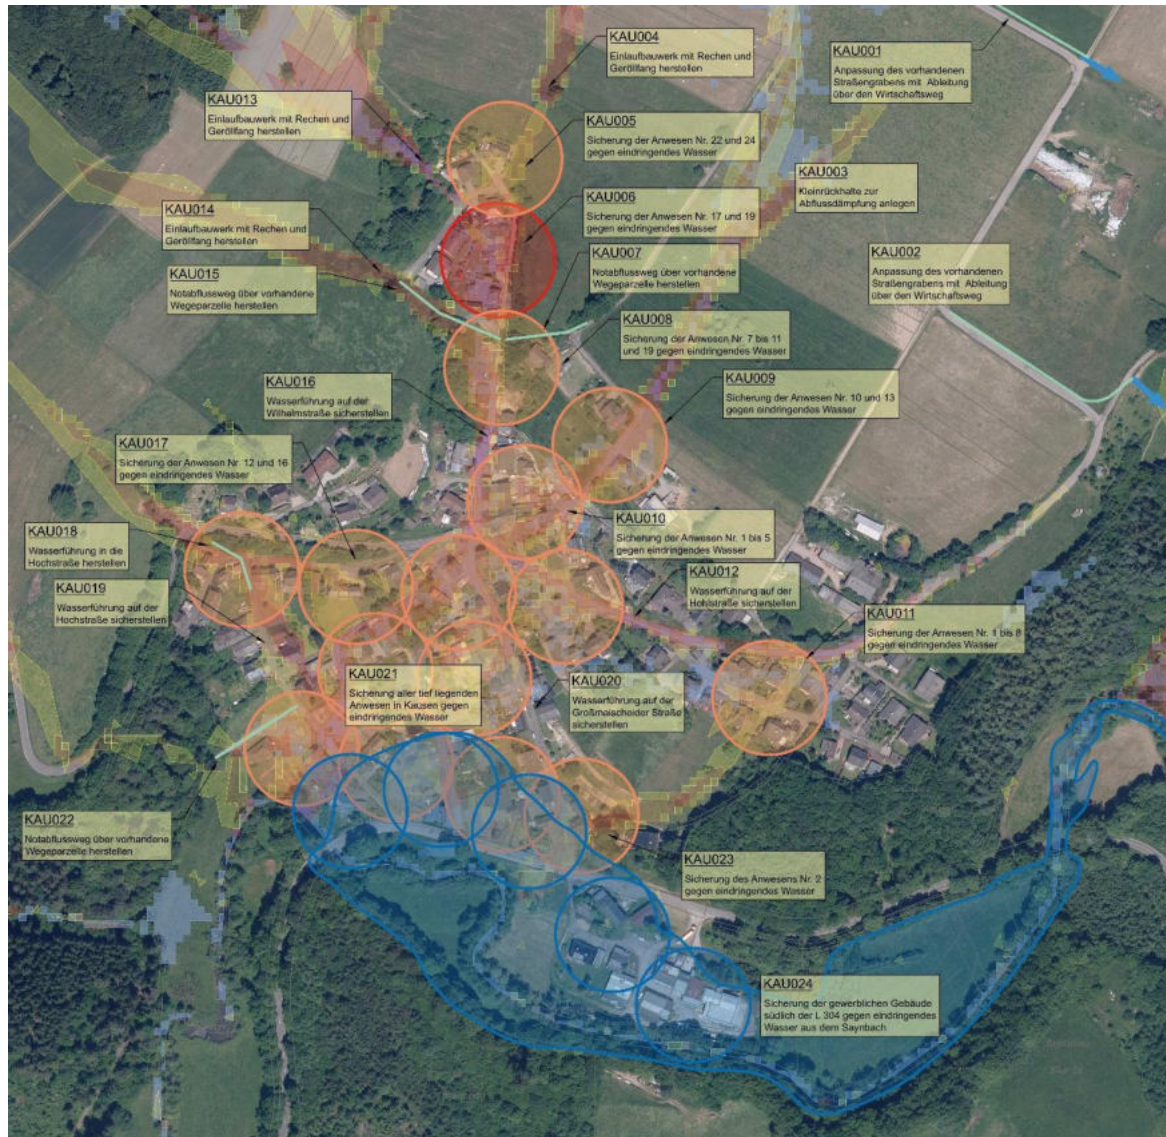 KAU004
Einlaufbauwerk mit Rechen und
Geröllfang herstellen
KAU001
Anpassung des vorhandenen
Straßengrabens mit Ableitung
über den Wirtschaftsweg
KAU013
Einlaufbauwerk mit Rechen und
Geröllfang herstellen
KAU005
Sicherung der Anwesen Nr. 22 und 24
gegen eindringendes Wasser
KAU003
Kleinrückhalte zur
Abflussdämpfung anlegen
KAU006
Sicherung der Anwesen Nr. 17 und 19
gegen eindringendes Wasser
KAU014
Einlaufbauwerk mit Rechen und
Geröllfang herstellen
KAU007
Notabflussweg über vorhandene
Wegeparzelle herstellen
KAU002
Anpassung des vorhandenen
Straßengrabens mit Ableitung
über den Wirtschaftsweg
KAU015
Notabflussweg über vorhandene
Wegeparzelle herstellen
KAU008
Sicherung der Anwesen Nr. 7 bis 11
und 19 gegen eindringendes Wasser
KAU016
Wasserführung auf der
Wilhelmstraße sicherstellen
KAU009
Sicherung der Anwesen Nr. 10 und 13
gegen eindringendes Wasser
KAU017
Sicherung der Anwesen Nr. 12 und 16
gegen eindringendes Wasser
KAU010
Sicherung der Anwesen Nr. 1 bis 5
gegen eindringendes Wasser
KAU018
Wasserführung in die
Hochstraße herstellen
KAU012
Wasserführung auf der
Hohlstraße sicherstellen
KAU019
Wasserführung auf der
Hochstraße sicherstellen
KAU011
Sicherung der Anwesen Nr. 1 bis 8
gegen eindringendes Wasser
KAU021
Sicherung aller tief liegenden
Anwesen in Kausen gegen
eindringendes Wasser
KAU020
Wasserführung auf der
Großmaischeider Straße
sicherstellen
KAU022
Notabflussweg über vorhandene
Wegeparzelle herstellen
KAU023
Sicherung des Anwesens Nr. 2
gegen eindringendes Wasser
KAU024
Sicherung der gewerblichen Gebäude
südlich der L 304 gegen eindringendes
Wasser aus dem Saynbach